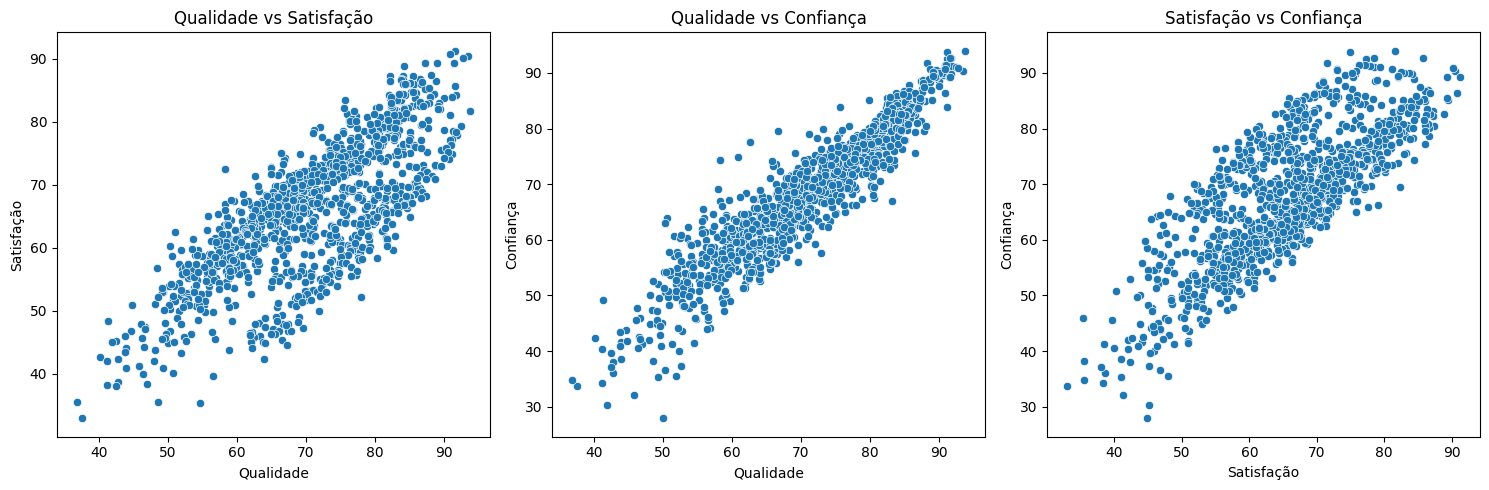 Qualidade vs Satisfação
Satisfação
90
80
70
60
50
40
40 50 60 70 80 90
Qualidade
Qualidade vs Confiança
Confiança
90
80
70
60
50
40
30
40 50 60 70 80 90
Qualidade
Satisfação vs Confiança
Confiança
90
80
70
60
50
40
30
40 50 60 70 80 90
Satisfação